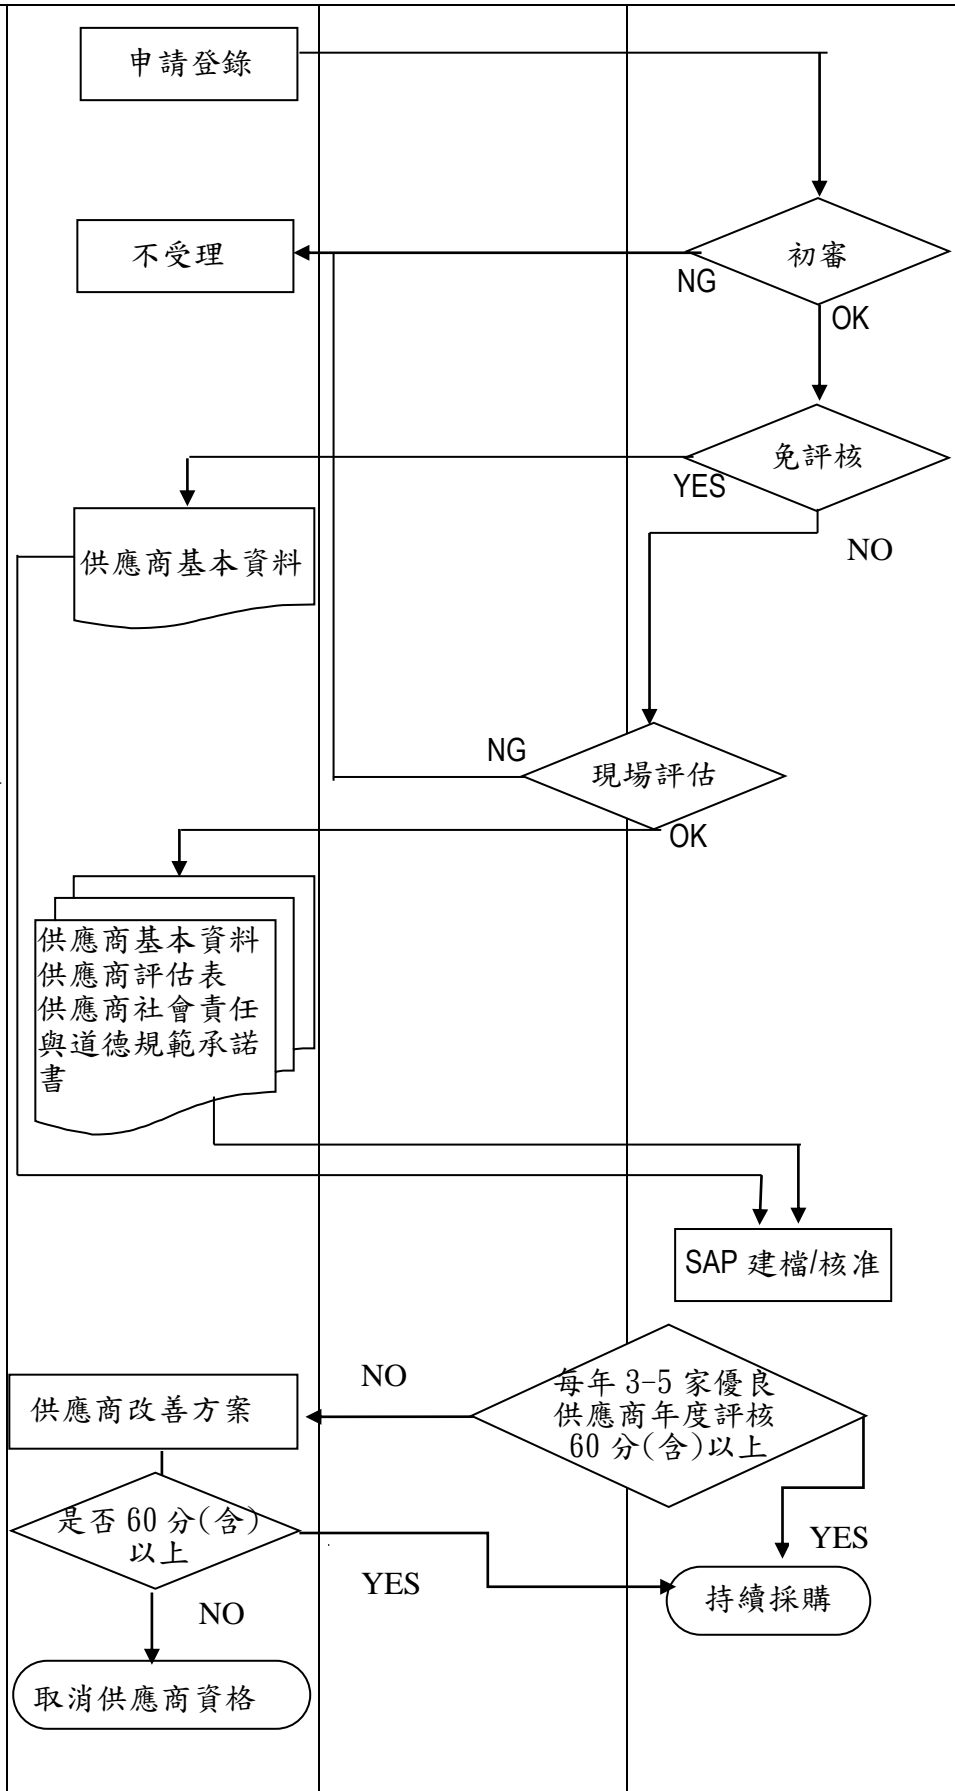 申請登錄
不受理
初審
NG
OK
免評核
YES
NO
供應商基本資料
NG
現場評估
OK
供應商基本資料
供應商評估表
供應商社會責任
與道德規範承諾
書
SAP 建檔/核准
NO
每年 3-5 家優良
供應商年度評核
60 分(含)以上
供應商改善方案
是否 60 分(含)
以上
YES
YES
持續採購
NO
取消供應商資格